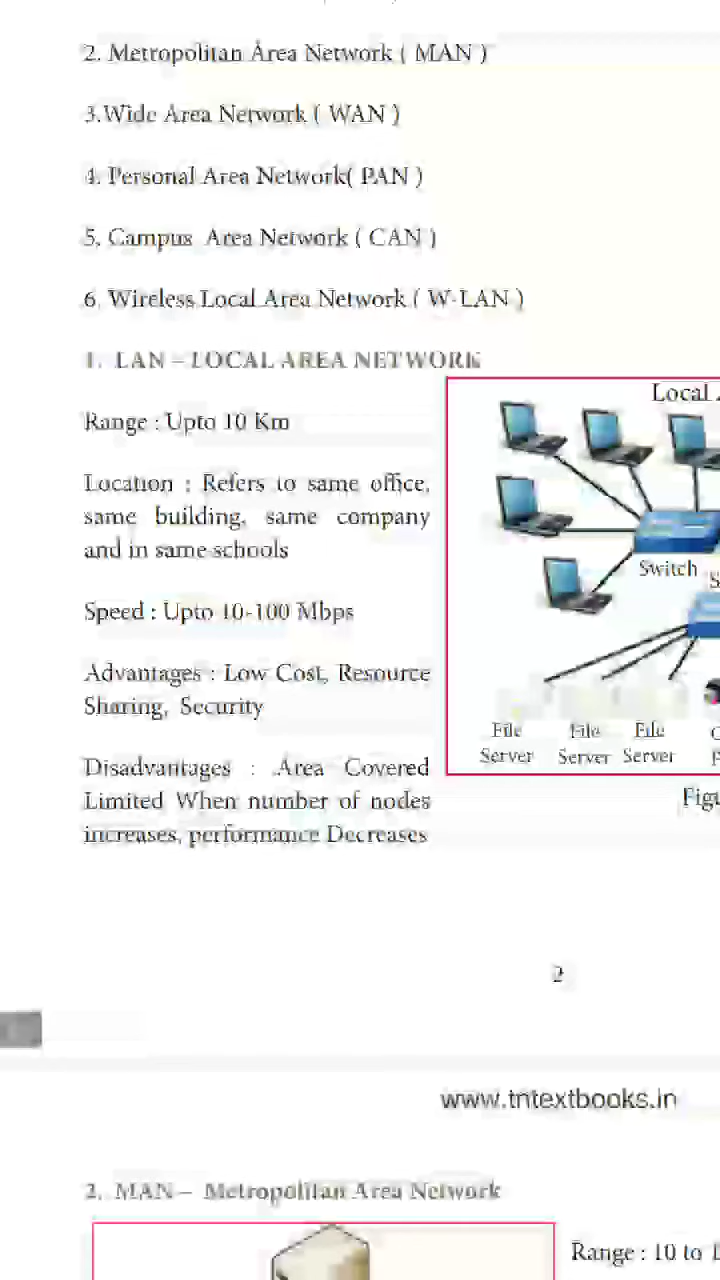 2. Metropolitan Area Network ( MAN )
3.Wide Area Network ( WAN )
4. Personal Area Network( PAN )
5. Campus Area Network ( CAN )
6. Wireless Local Area Network ( W-LAN )
1. LAN – LOCAL AREA NETWORK
Range : Upto 10 Km
Location : Refers to same office,
same building, same company
and in same schools
Speed : Upto 10-100 Mbps
Advantages : Low Cost, Resource
Sharing, Security
Disadvantages : Area Covered
Limited When number of nodes
increases, performance Decreases
Local
Switch
File File File
Server Server Server
2
www.tntextbooks.in
2. MAN – Metropolitan Area Network
Range : 10 to